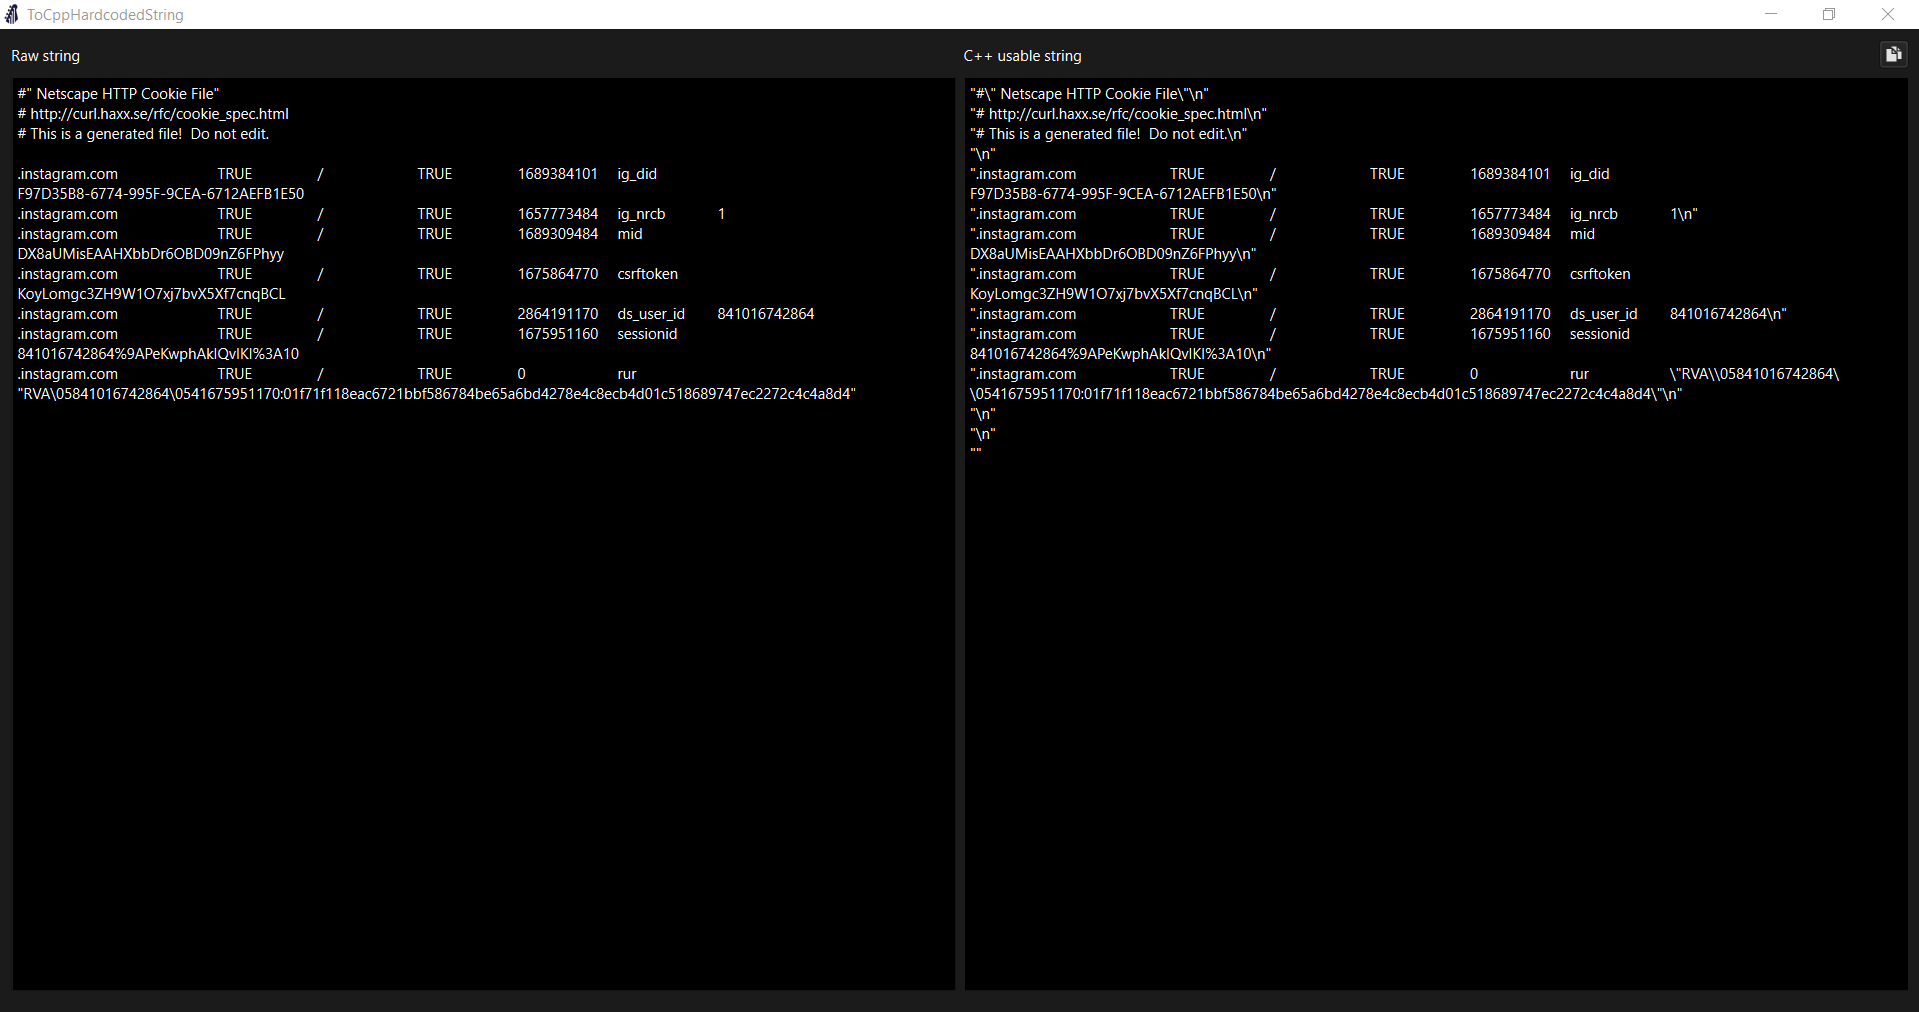 ToCppHardcodedString
Raw string
#" Netscape HTTP Cookie File"
# http://curl.haxx.se/rfc/cookie_spec.html
# This is a generated file!  Do not edit.
.instagram.com TRUE / TRUE 1689384101 ig_did
F97D35B8-6774-995F-9CEA-6712AEFB1E50
.instagram.com TRUE / TRUE 1657773484 ig_nrcb 1
.instagram.com TRUE / TRUE 1689309484 mid
DX8aUMisEAAHXbbDr6OBD09nZ6FPhyy
.instagram.com TRUE / TRUE 1675864770 csrftoken
KoyLomgc3ZH9W1O7xj7bvX5Xf7cnqBCL
.instagram.com TRUE / TRUE 2864191170 ds_user_id 841016742864
.instagram.com TRUE / TRUE 1675951160 sessionid
841016742864%9APeKwphAklQvlKl%3A10
.instagram.com TRUE / TRUE 0 rur
"RVA\05841016742864\0541675951170:01f71f118eac6721bbf586784be65a6bd4278e4c8ecb4d01c518689747ec2272c4c4a8d4"
C++ usable string
"#\" Netscape HTTP Cookie File\"\n"
"# http://curl.haxx.se/rfc/cookie_spec.html\n"
"# This is a generated file!  Do not edit.\n"
"\n"
".instagram.com TRUE / TRUE 1689384101 ig_did
F97D35B8-6774-995F-9CEA-6712AEFB1E50\n"
".instagram.com TRUE / TRUE 1657773484 ig_nrcb 1\n"
".instagram.com TRUE / TRUE 1689309484 mid
DX8aUMisEAAHXbbDr6OBD09nZ6FPhyy\n"
".instagram.com TRUE / TRUE 1675864770 csrftoken
KoyLomgc3ZH9W1O7xj7bvX5Xf7cnqBCL\n"
".instagram.com TRUE / TRUE 2864191170 ds_user_id 841016742864\n"
".instagram.com TRUE / TRUE 1675951160 sessionid
841016742864%9APeKwphAklQvlKl%3A10\n"
".instagram.com TRUE / TRUE 0 rur \"RVA\\05841016742864\
\0541675951170:01f71f118eac6721bbf586784be65a6bd4278e4c8ecb4d01c518689747ec2272c4c4a8d4\"\n"
"\n"
"\n"
""